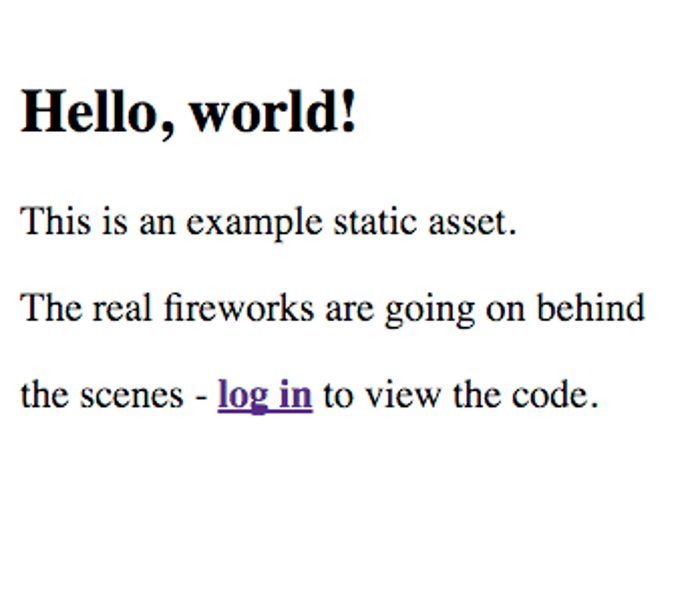 Hello, world!
This is an example static asset.
The real fireworks are going on behind
the scenes - log in to view the code.